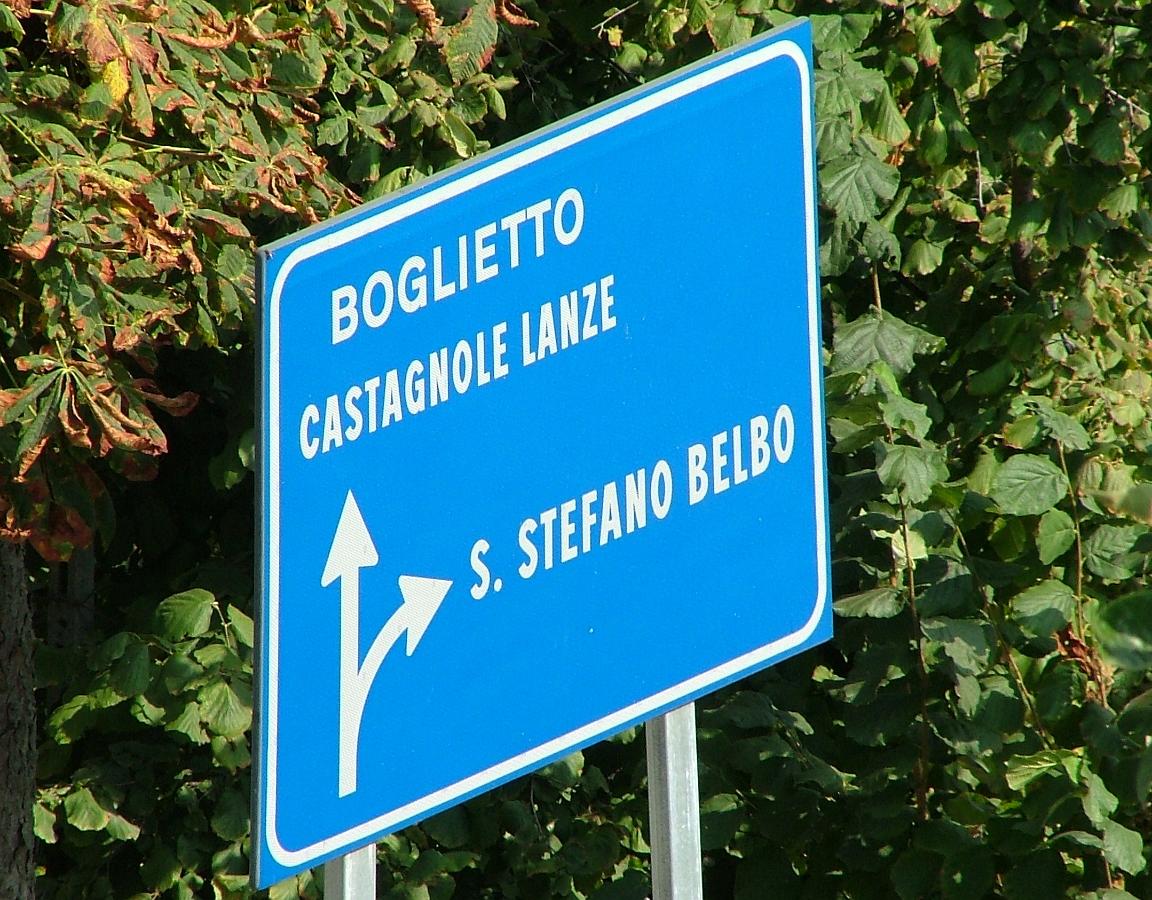 BOGLIETTO
CASTAGNOLE LANZE
S. STEFANO BELBO